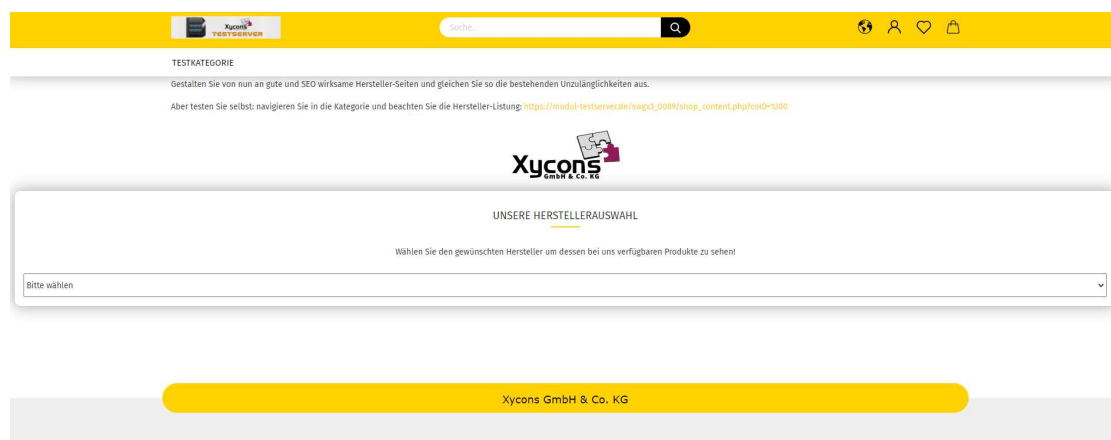 Xycons
TESTSERVER
Suche...
TESTKATEGORIE
Gestalten Sie von nun an gute und SEO wirksame Hersteller-Seiten und gleichen Sie so die bestehenden Unzulänglichkeiten aus.
Aber testen Sie selbst: navigieren Sie in die Kategorie und beachten Sie die Hersteller-Listung: https://modul-testserver.de/swgx3_0089/shop_content.php?coID=1200
Xycons
GmbH & Co. KG
UNSERE HERSTELLERAUSWAHL
Wählen Sie den gewünschten Hersteller um dessen bei uns verfügbaren Produkte zu sehen!
Bitte wählen
Xycons GmbH & Co. KG